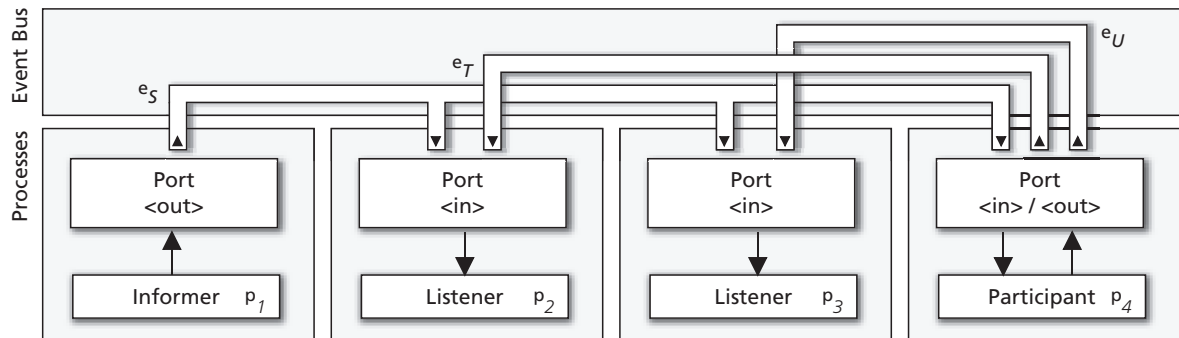 Event Bus
e_U
e_T
e_S
Processes
Port
<out>
Port
<in>
Port
<in>
Port
<in> / <out>
Informer p_1
Listener p_2
Listener p_3
Participant p_4